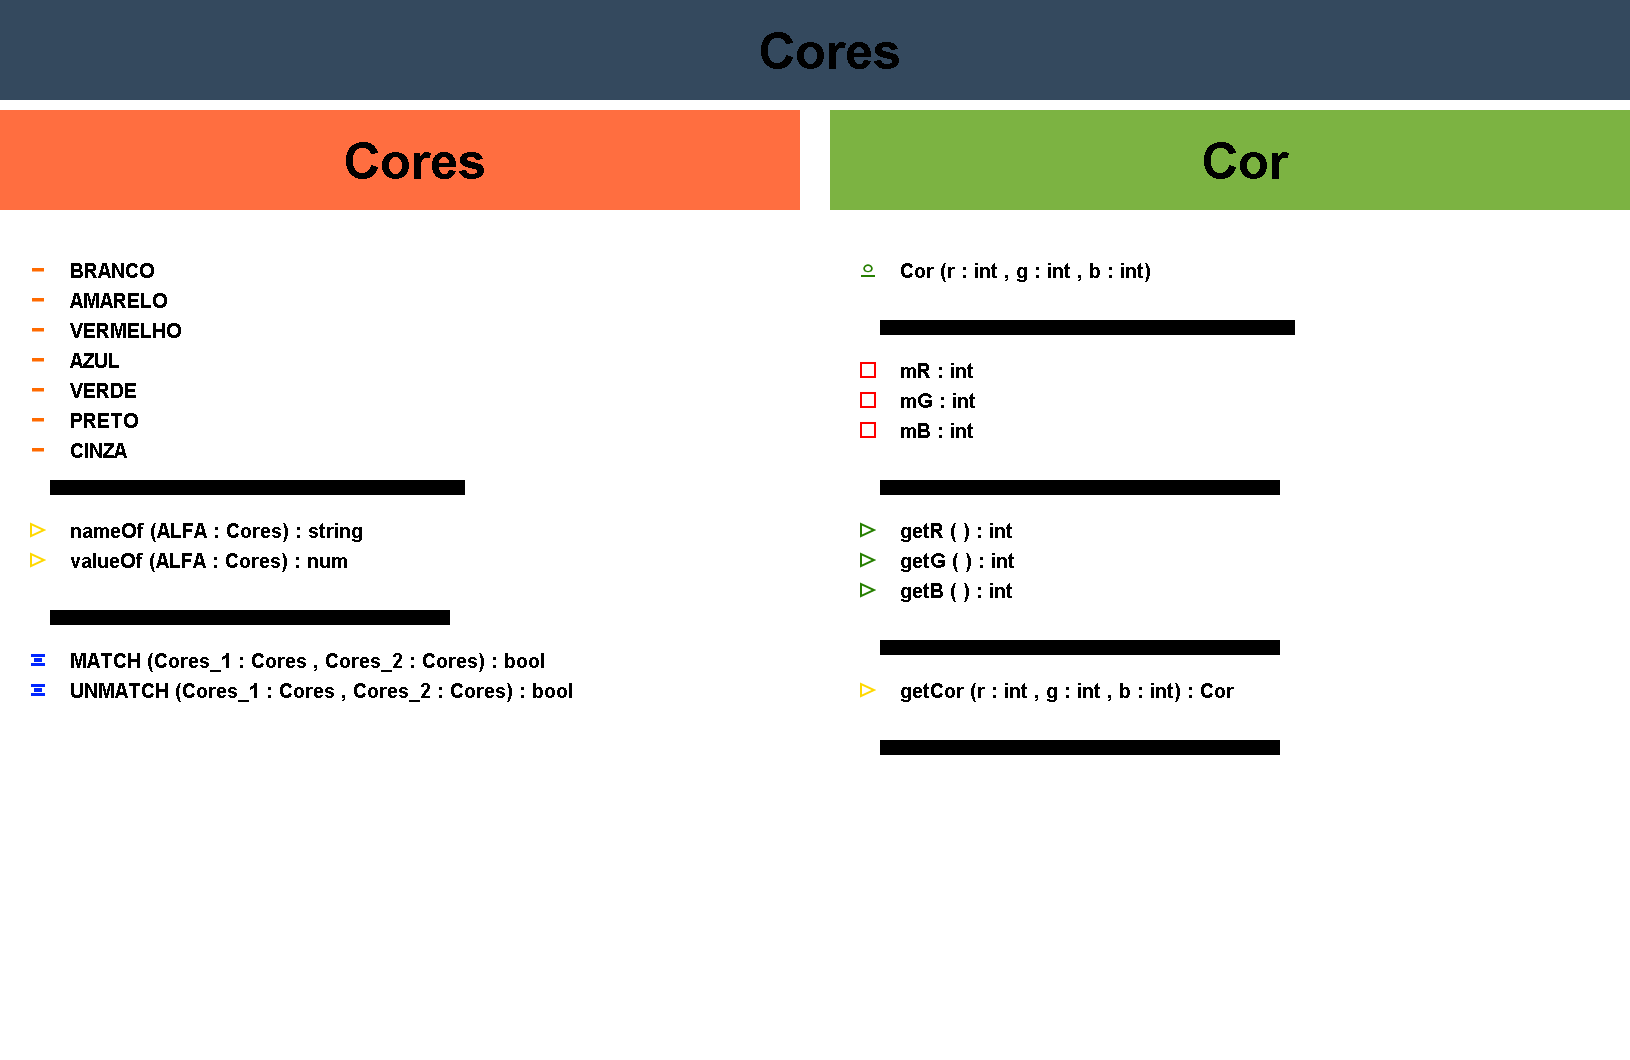 Cores
Cores
BRANCO
AMARELO
VERMELHO
AZUL
VERDE
PRETO
CINZA
nameOf (ALFA : Cores) : string
valueOf (ALFA : Cores) : num
MATCH (Cores_1 : Cores , Cores_2 : Cores) : bool
UNMATCH (Cores_1 : Cores , Cores_2 : Cores) : bool
Cor
Cor (r : int , g : int , b : int)
mR : int
mG : int
mB : int
getR ( ) : int
getG ( ) : int
getB ( ) : int
getCor (r : int , g : int , b : int) : Cor